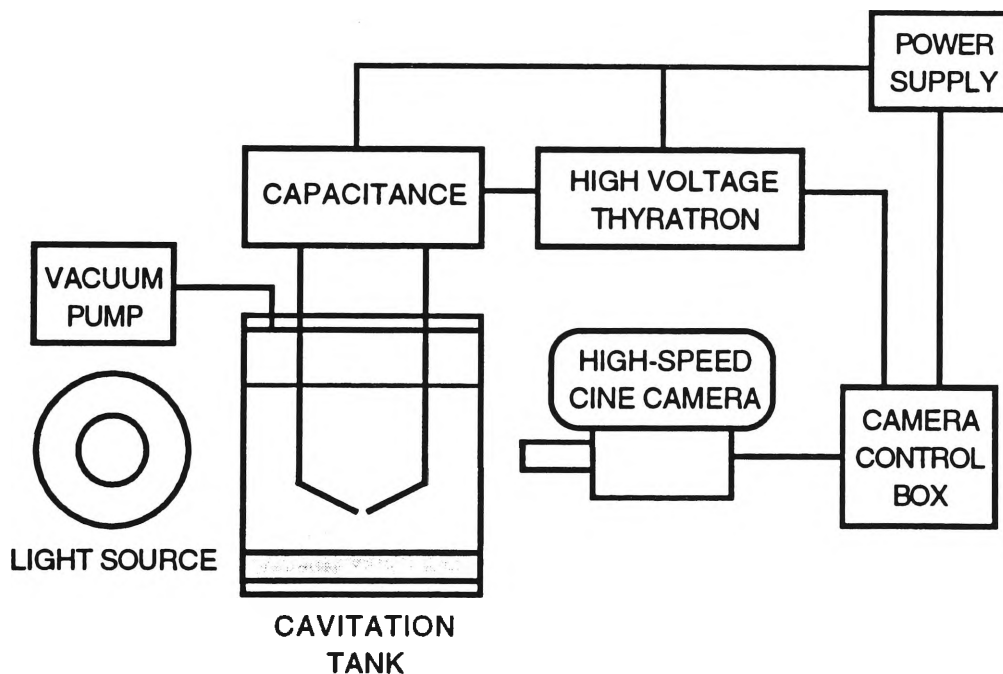 POWER
SUPPLY
CAPACITANCE
HIGH VOLTAGE
THYRATRON
VACUUM
PUMP
HIGH-SPEED
CINE CAMERA
CAMERA
CONTROL
BOX
LIGHT SOURCE
CAVITATION
TANK